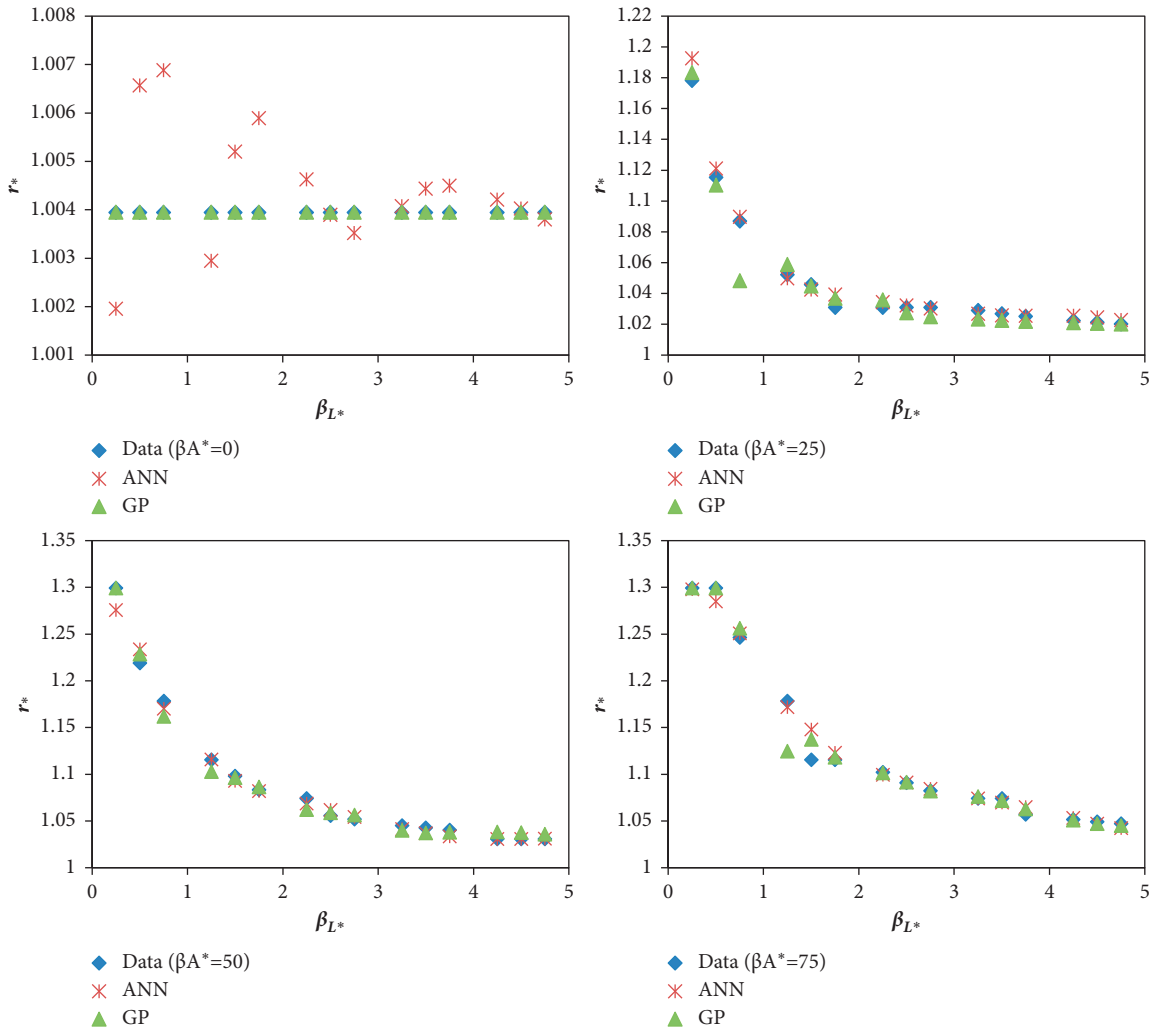 1.008
1.007
1.006
1.005
1.004
1.003
1.002
1.001
r*
0 1 2 3 4 5
βL*
Data (βA*=0)
ANN
GP
1.22
1.2
1.18
1.16
1.14
1.12
1.1
1.08
1.06
1.04
1.02
1
r*
0 1 2 3 4 5
βL*
Data (βA*=25)
ANN
GP
1.35
1.3
1.25
1.2
1.15
1.1
1.05
1
r*
0 1 2 3 4 5
βL*
Data (βA*=50)
ANN
GP
1.35
1.3
1.25
1.2
1.15
1.1
1.05
1
r*
0 1 2 3 4 5
βL*
Data (βA*=75)
ANN
GP